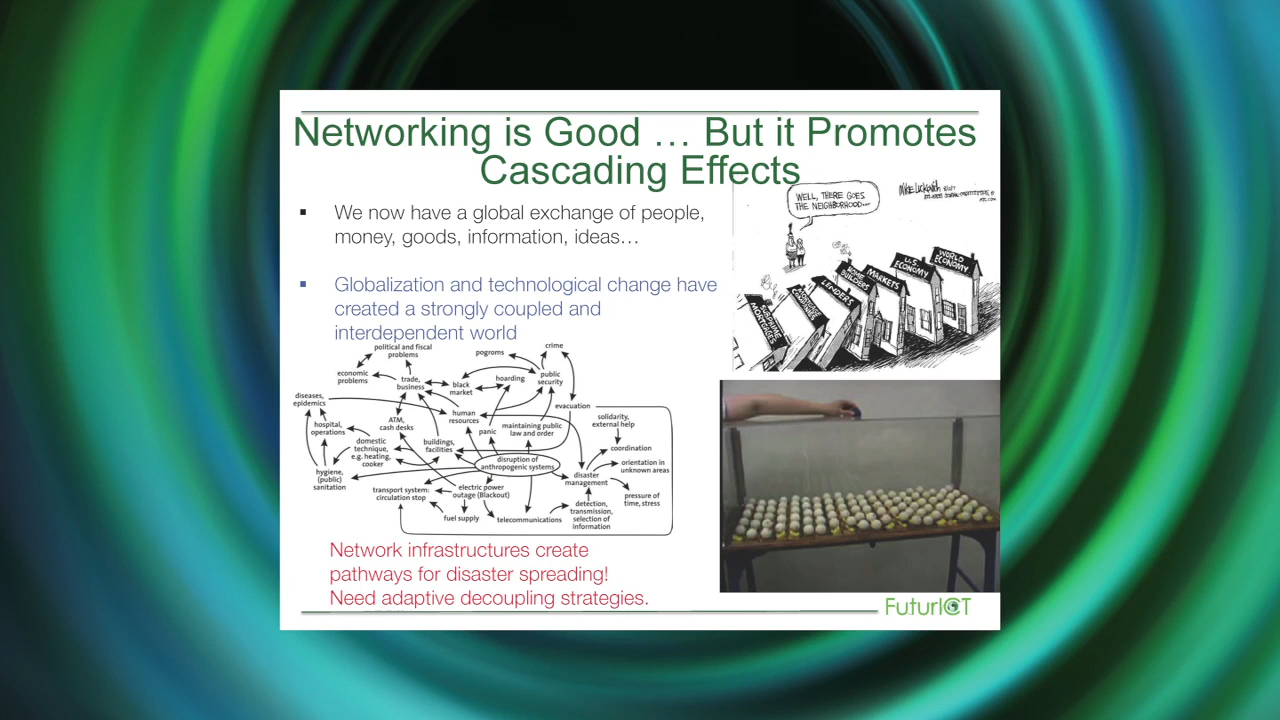 Networking is Good … But it Promotes
Cascading Effects
▪ We now have a global exchange of people,
money, goods, information, ideas…
▪ Globalization and technological change have
created a strongly coupled and
interdependent world
WELL, THERE GOES
THE NEIGHBORHOOD...
MIKE LUCKOVICH
SUBPRIME
MORTGAGES
LENDERS
HOME
BUILDERS
MARKETS
U.S.
ECONOMY
WORLD
ECONOMY
political and fiscal
problems
pogroms
crime
economic
problems
trade,
business
black
market
hoarding
public
security
diseases,
epidemics
hospital,
operations
ATM,
cash desks
human
resources
panic
maintaining public
law and order
evacuation
solidarity,
external help
domestic
technique,
e.g. heating,
cooker
buildings,
facilities
coordination
disruption of
anthropogenic systems
orientation in
unknown areas
hygiene,
(public)
sanitation
disaster
management
transport system:
circulation stop
electric power
outage (Blackout)
pressure of
time, stress
fuel supply
telecommunications
detection,
transmission,
selection of
information
Network infrastructures create
pathways for disaster spreading!
Need adaptive decoupling strategies.
FuturICT